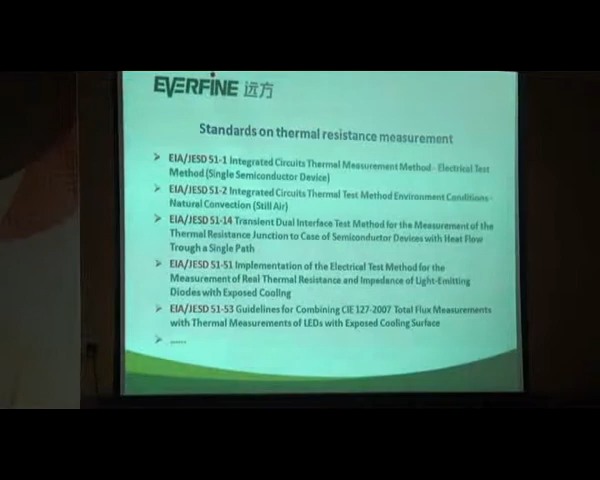 EVERFINE 远方
Standards on thermal resistance measurement
➢ EIA/JESD 51-1 Integrated Circuits Thermal Measurement Method - Electrical Test
Method (Single Semiconductor Device)
➢ EIA/JESD 51-2 Integrated Circuits Thermal Test Method Environment Conditions -
Natural Convection (Still Air)
➢ EIA/JESD 51-14 Transient Dual Interface Test Method for the Measurement of the
Thermal Resistance Junction to Case of Semiconductor Devices with Heat Flow
Trough a Single Path
➢ EIA/JESD 51-51 Implementation of the Electrical Test Method for the
Measurement of Real Thermal Resistance and Impedance of Light-Emitting
Diodes with Exposed Cooling
➢ EIA/JESD 51-53 Guidelines for Combining CIE 127-2007 Total Flux Measurements
with Thermal Measurements of LEDs with Exposed Cooling Surface
➢ ......